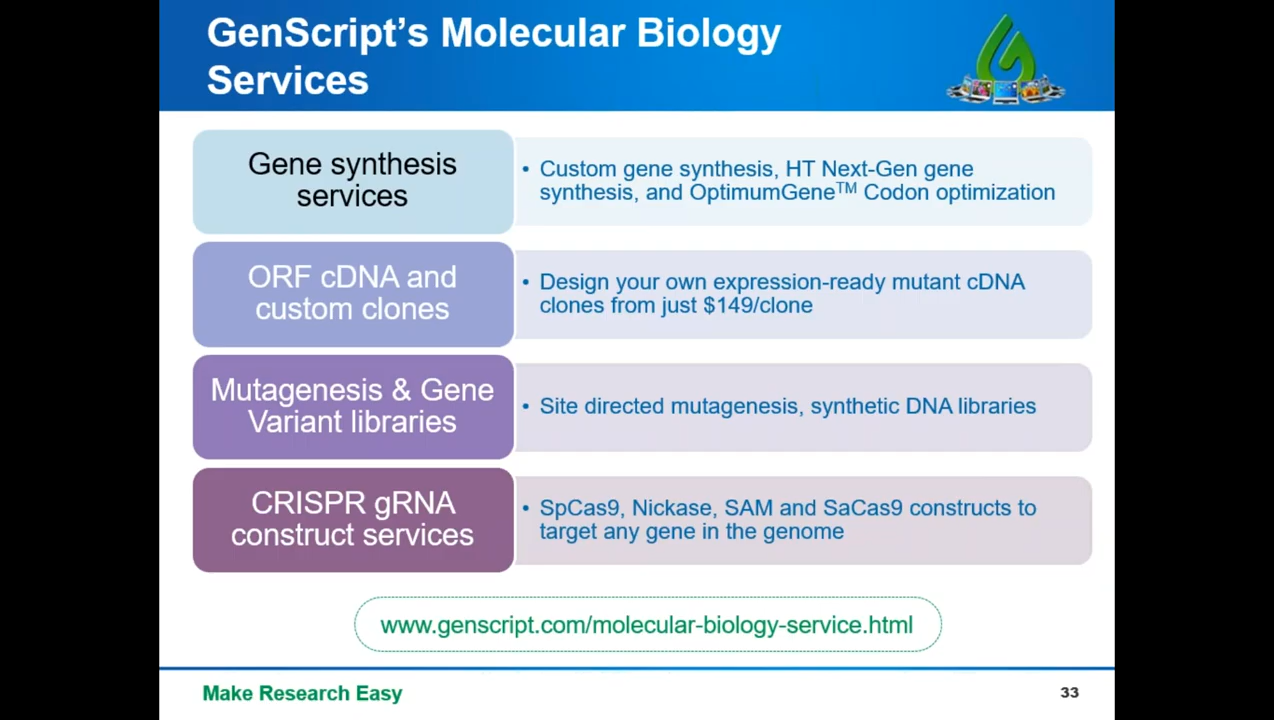 GenScript’s Molecular Biology
Services
Gene synthesis
services
• Custom gene synthesis, HT Next-Gen gene
synthesis, and OptimumGene™ Codon optimization
ORF cDNA and
custom clones
• Design your own expression-ready mutant cDNA
clones from just $149/clone
Mutagenesis & Gene
Variant libraries
• Site directed mutagenesis, synthetic DNA libraries
CRISPR gRNA
construct services
• SpCas9, Nickase, SAM and SaCas9 constructs to
target any gene in the genome
www.genscript.com/molecular-biology-service.html
Make Research Easy
33